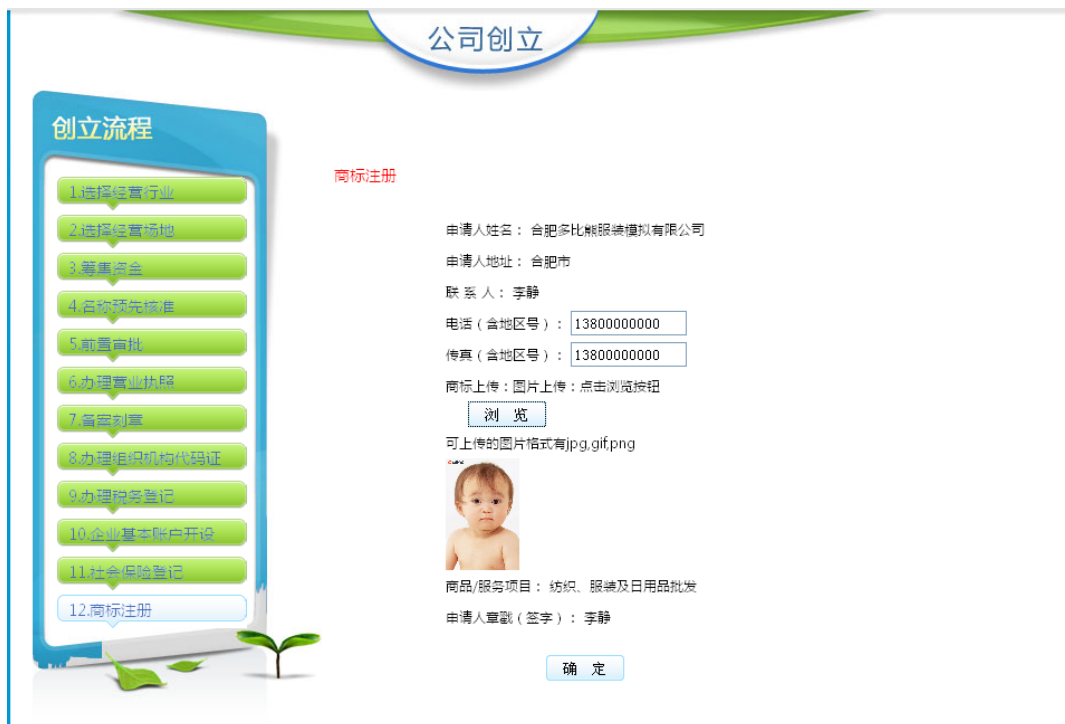 公司创立
创立流程
1.选择经营行业
2.选择经营场地
3.筹集资金
4.名称预先核准
5.前置审批
6.办理营业执照
7.备案刻章
8.办理组织机构代码证
9.办理税务登记
10.企业基本账户开设
11.社会保险登记
12.商标注册
商标注册
申请人姓名： 合肥多比熊服装模拟有限公司
申请人地址： 合肥市
联 系 人： 李静
电话（含地区号）： 13800000000
传真（含地区号）： 13800000000
商标上传：图片上传：点击浏览按钮
浏 览
可上传的图片格式有jpg,gif,png
商品/服务项目： 纺织、服装及日用品批发
申请人章戳（签字）： 李静
确 定